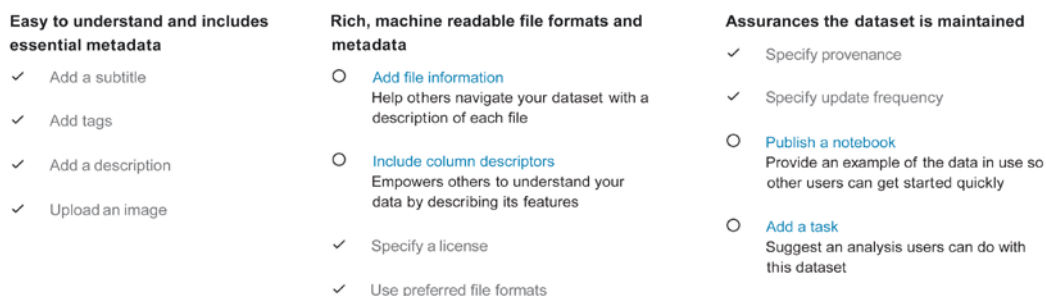 Easy to understand and includes
essential metadata
Add a subtitle
Add tags
Add a description
Upload an image
Rich, machine readable file formats and
metadata
Add file information
Help others navigate your dataset with a
description of each file
Include column descriptors
Empowers others to understand your
data by describing its features
Specify a license
Use preferred file formats
Assurances the dataset is maintained
Specify provenance
Specify update frequency
Publish a notebook
Provide an example of the data in use so
other users can get started quickly
Add a task
Suggest an analysis users can do with
this dataset